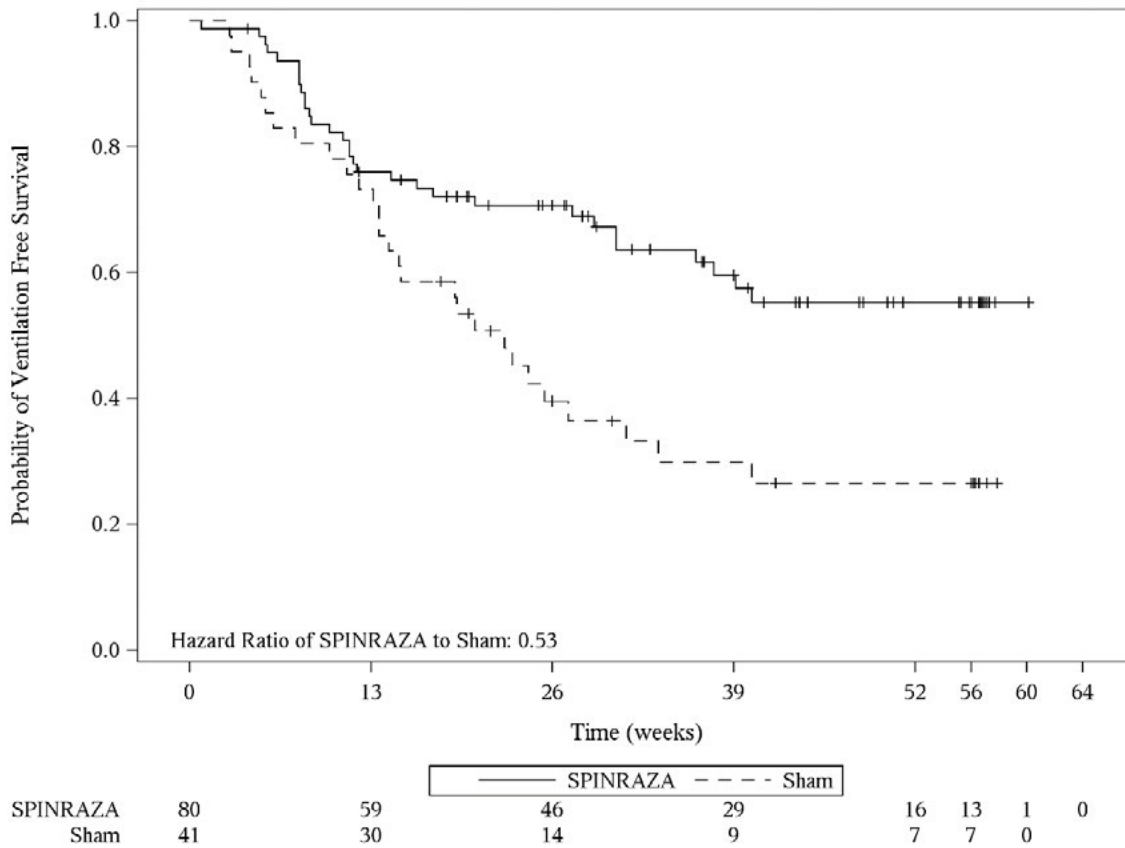 1.0
0.8
0.6
0.4
0.2
0.0
Probability of Ventilation Free Survival
Hazard Ratio of SPINRAZA to Sham: 0.53
0 13 26 39 52 56 60 64
Time (weeks)
SPINRAZA Sham
SPINRAZA 80 59 46 29 16 13 1 0
Sham 41 30 14 9 7 7 0